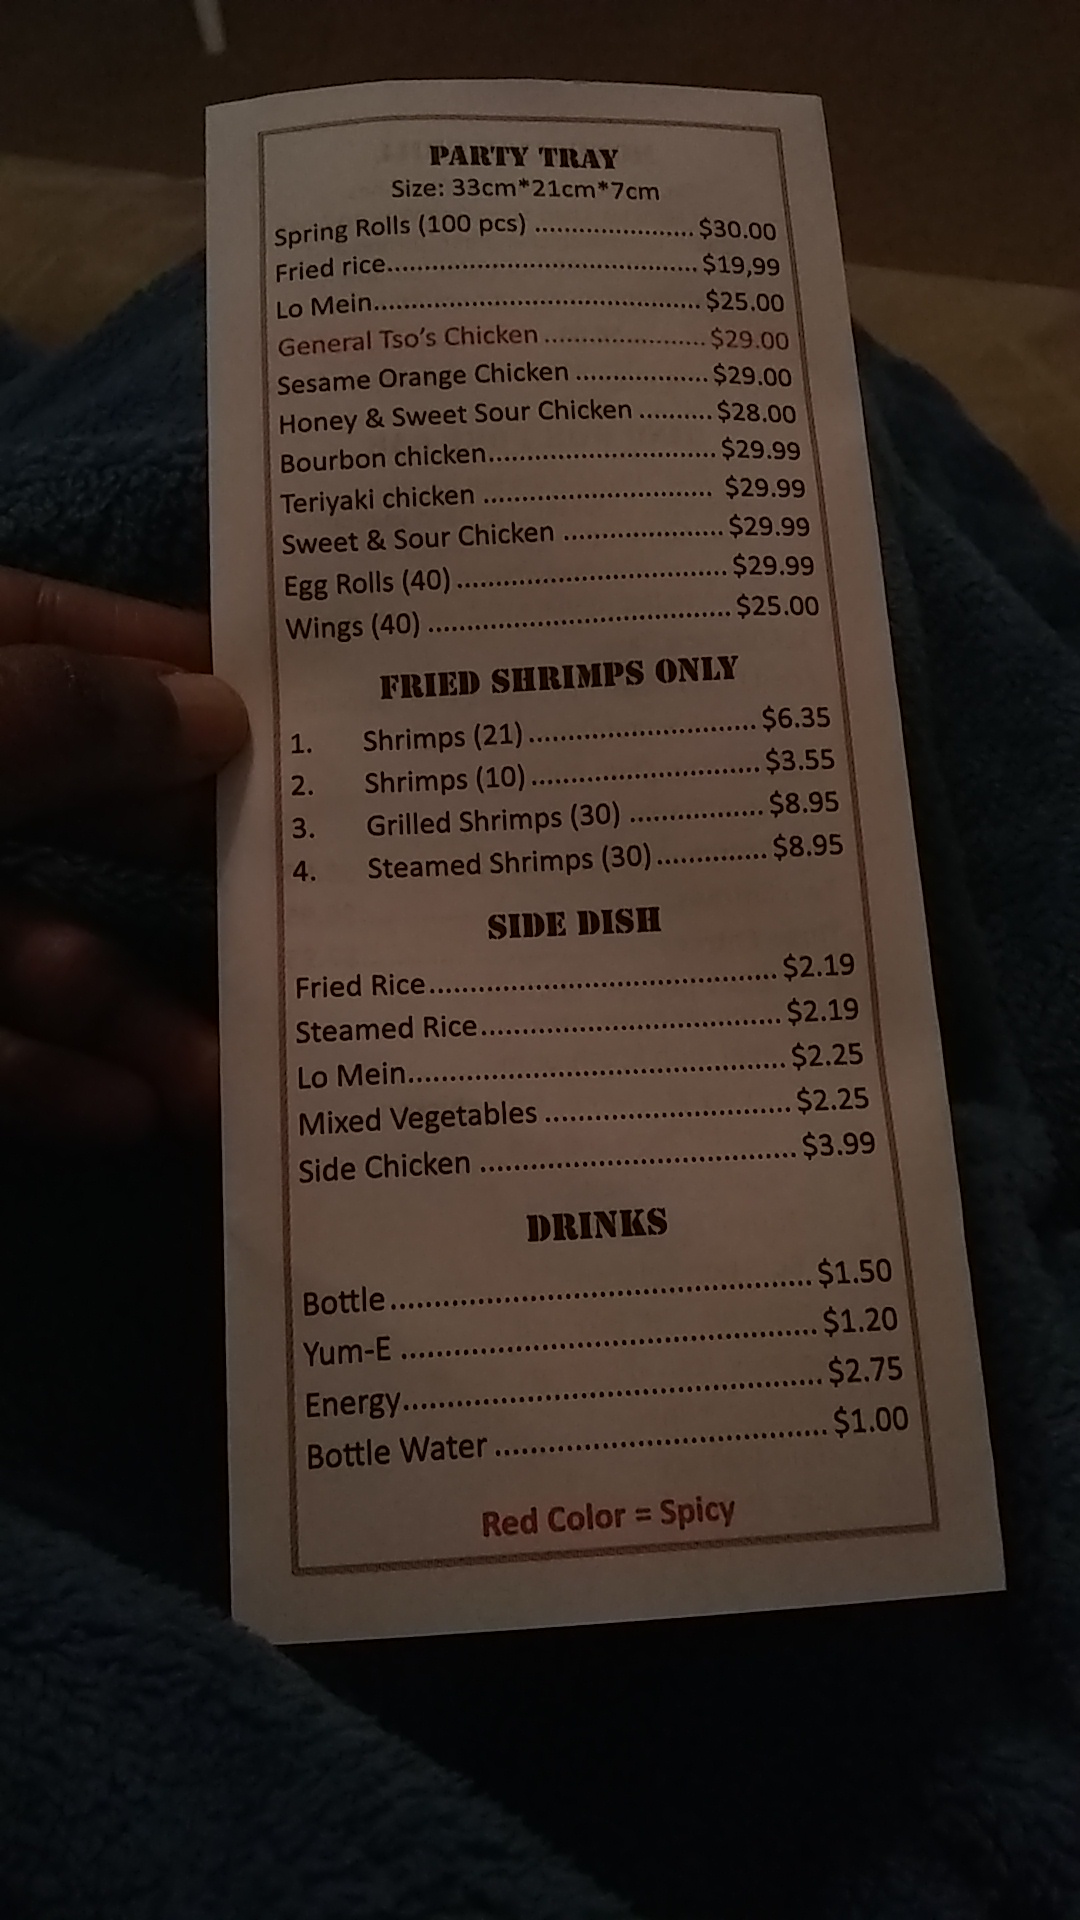 PARTY TRAY
Size: 33cm*21cm*7cm
Spring Rolls (100 pcs) ...................... $30.00
Fried rice.......................................... $19,99
Lo Mein............................................ $25.00
General Tso's Chicken ...................... $29.00
Sesame Orange Chicken .................. $29.00
Honey & Sweet Sour Chicken .......... $28.00
Bourbon chicken............................... $29.99
Teriyaki chicken ............................... $29.99
Sweet & Sour Chicken ...................... $29.99
Egg Rolls (40) ..................................... $29.99
Wings (40) ......................................... $25.00
FRIED SHRIMPS ONLY
1. Shrimps (21) ............................... $6.35
2. Shrimps (10) ............................... $3.55
3. Grilled Shrimps (30) .................. $8.95
4. Steamed Shrimps (30) ............... $8.95
SIDE DISH
Fried Rice............................................. $2.19
Steamed Rice....................................... $2.19
Lo Mein................................................ $2.25
Mixed Vegetables ................................ $2.25
Side Chicken ........................................ $3.99
DRINKS
Bottle ..................................................... $1.50
Yum-E .................................................... $1.20
Energy..................................................... $2.75
Bottle Water .......................................... $1.00
Red Color = Spicy